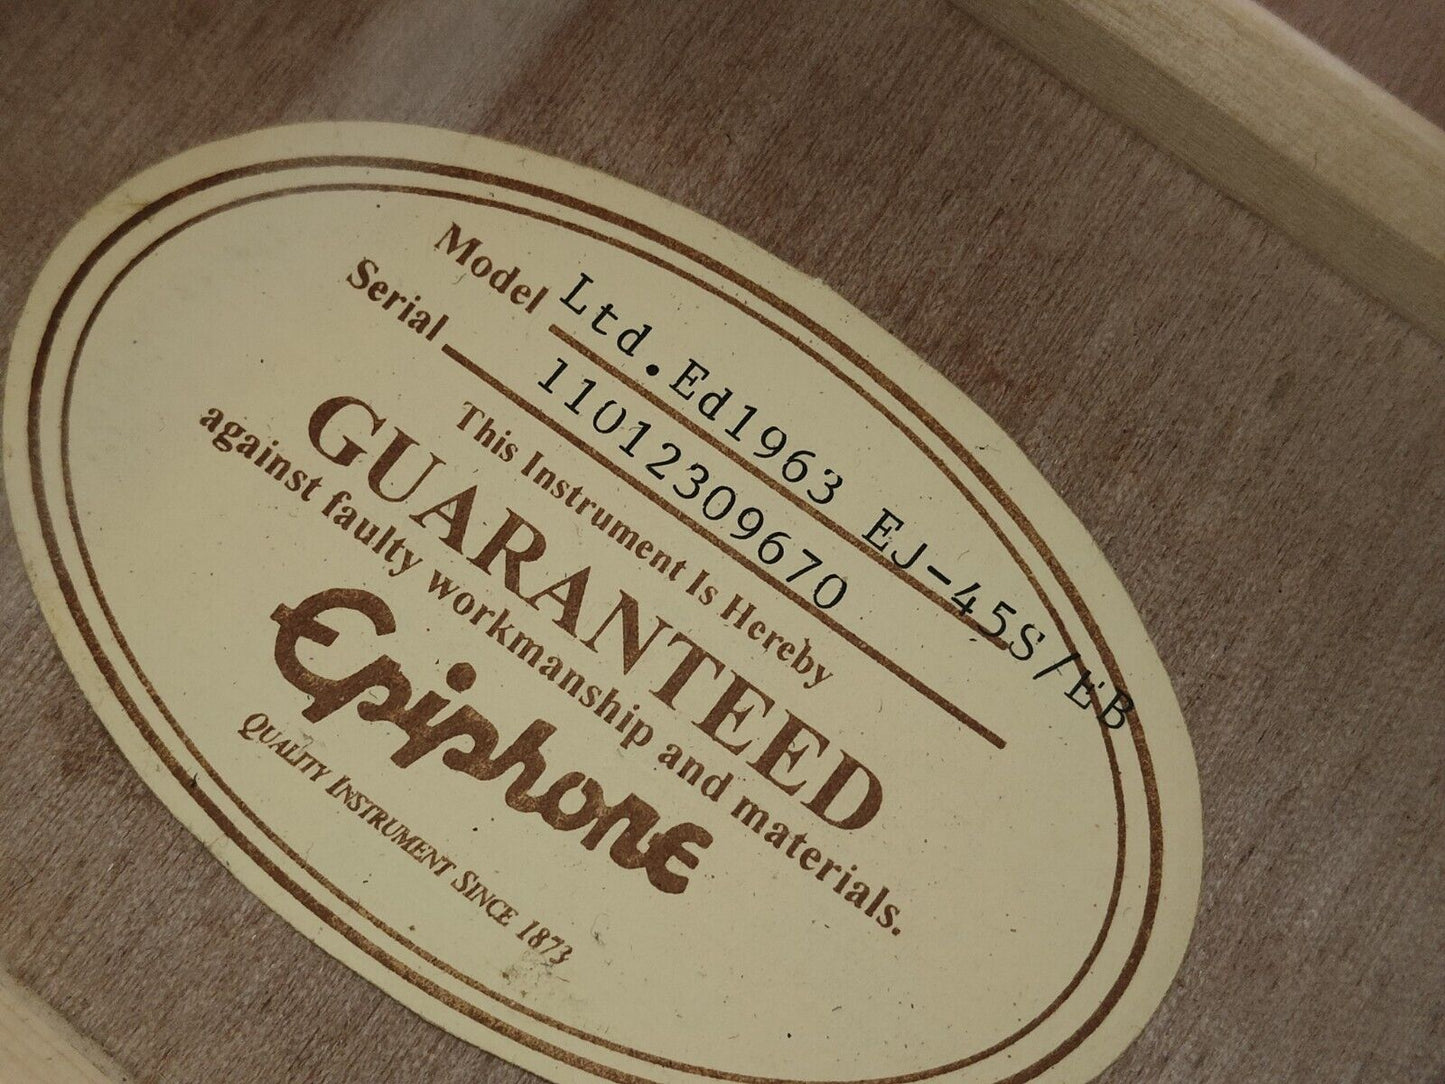 Model Ltd.Ed1963 EJ-45S/EB
Serial 11012309670
This Instrument Is Hereby
GUARANTEED
against faulty workmanship and materials.
Epiphone
QUALITY INSTRUMENT SINCE 1873